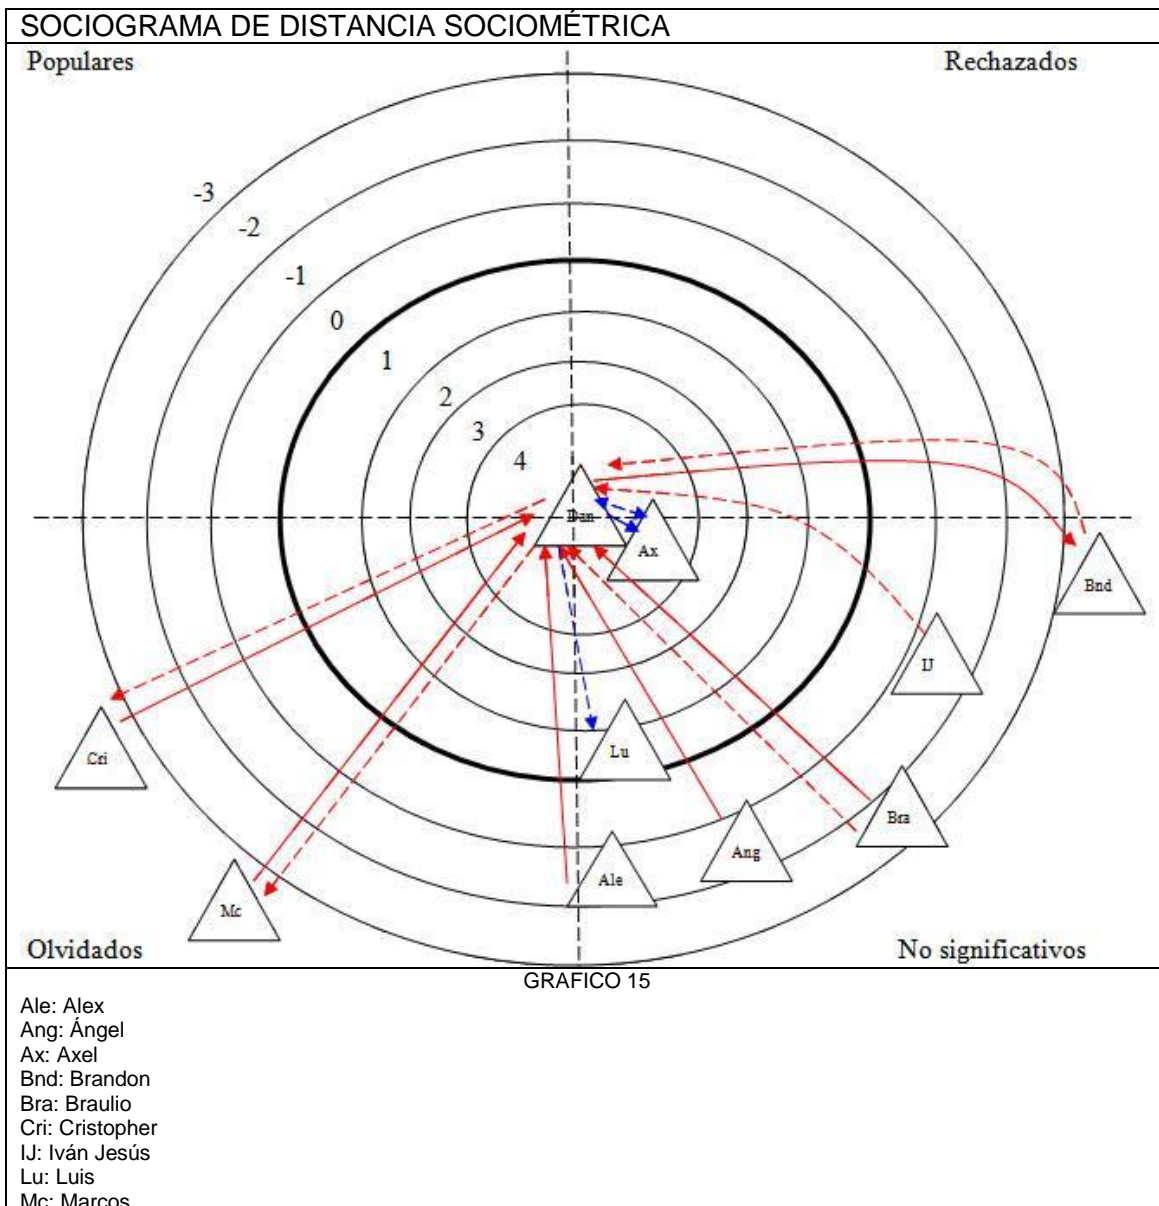 SOCIOGRAMA DE DISTANCIA SOCIOMÉTRICA
Populares
Rechazados
-3
-2
-1
0
1
2
3
4
Dan
Ax
Bnd
IJ
Lu
Cri
Bra
Ang
Ale
Mc
Olvidados
No significativos
GRAFICO 15
Ale: Alex
Ang: Ángel
Ax: Axel
Bnd: Brandon
Bra: Braulio
Cri: Cristopher
IJ: Iván Jesús
Lu: Luis
Mc: Marcos